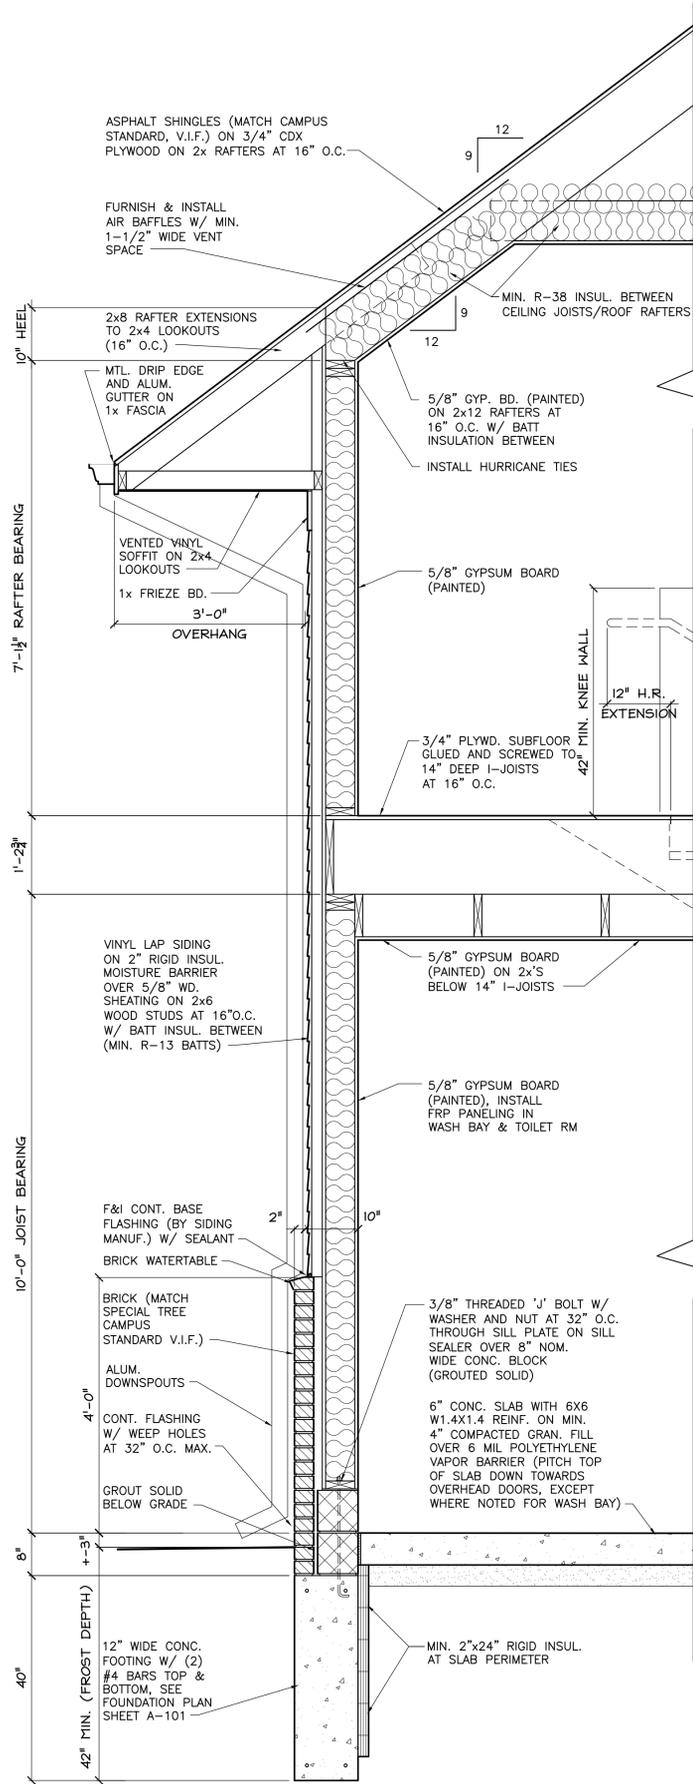 ASPHALT SHINGLES (MATCH CAMPUS
STANDARD, V.I.F.) ON 3/4" CDX
PLYWOOD ON 2x RAFTERS AT 16" O.C.
12
9
FURNISH & INSTALL
AIR BAFFLES W/ MIN.
1-1/2" WIDE VENT
SPACE
MIN. R-38 INSUL. BETWEEN
CEILING JOISTS/ROOF RAFTERS
9
12
10" HEEL
2x8 RAFTER EXTENSIONS
TO 2x4 LOOKOUTS
(16" O.C.)
MTL. DRIP EDGE
AND ALUM.
GUTTER ON
1x FASCIA
5/8" GYP. BD. (PAINTED)
ON 2x12 RAFTERS AT
16" O.C. W/ BATT
INSULATION BETWEEN
INSTALL HURRICANE TIES
VENTED VINYL
SOFFIT ON 2x4
LOOKOUTS
1x FRIEZE BD.
3'-0"
OVERHANG
7'-1½" RAFTER BEARING
5/8" GYPSUM BOARD
(PAINTED)
42" MIN. KNEE WALL
12" H.R.
EXTENSION
3/4" PLYWD. SUBFLOOR
GLUED AND SCREWED TO
14" DEEP I-JOISTS
AT 16" O.C.
1'-2¾"
VINYL LAP SIDING
ON 2" RIGID INSUL.
MOISTURE BARRIER
OVER 5/8" WD.
SHEATING ON 2x6
WOOD STUDS AT 16"O.C.
W/ BATT INSUL. BETWEEN
(MIN. R-13 BATTS)
5/8" GYPSUM BOARD
(PAINTED) ON 2x'S
BELOW 14" I-JOISTS
5/8" GYPSUM BOARD
(PAINTED), INSTALL
FRP PANELING IN
WASH BAY & TOILET RM
10'-0" JOIST BEARING
F&I CONT. BASE
FLASHING (BY SIDING
MANUF.) W/ SEALANT
2"
10"
BRICK WATERTABLE
BRICK (MATCH
SPECIAL TREE
CAMPUS
STANDARD V.I.F.)
ALUM.
DOWNSPOUTS
4'-0"
CONT. FLASHING
W/ WEEP HOLES
AT 32" O.C. MAX.
GROUT SOLID
BELOW GRADE
3/8" THREADED 'J' BOLT W/
WASHER AND NUT AT 32" O.C.
THROUGH SILL PLATE ON SILL
SEALER OVER 8" NOM.
WIDE CONC. BLOCK
(GROUTED SOLID)
6" CONC. SLAB WITH 6X6
W1.4X1.4 REINF. ON MIN.
4" COMPACTED GRAN. FILL
OVER 6 MIL POLYETHYLENE
VAPOR BARRIER (PITCH TOP
OF SLAB DOWN TOWARDS
OVERHEAD DOORS, EXCEPT
WHERE NOTED FOR WASH BAY)
8"
+-3"
42" MIN. (FROST DEPTH)
40"
12" WIDE CONC.
FOOTING W/ (2)
#4 BARS TOP &
BOTTOM, SEE
FOUNDATION PLAN
SHEET A-101
MIN. 2"x24" RIGID INSUL.
AT SLAB PERIMETER